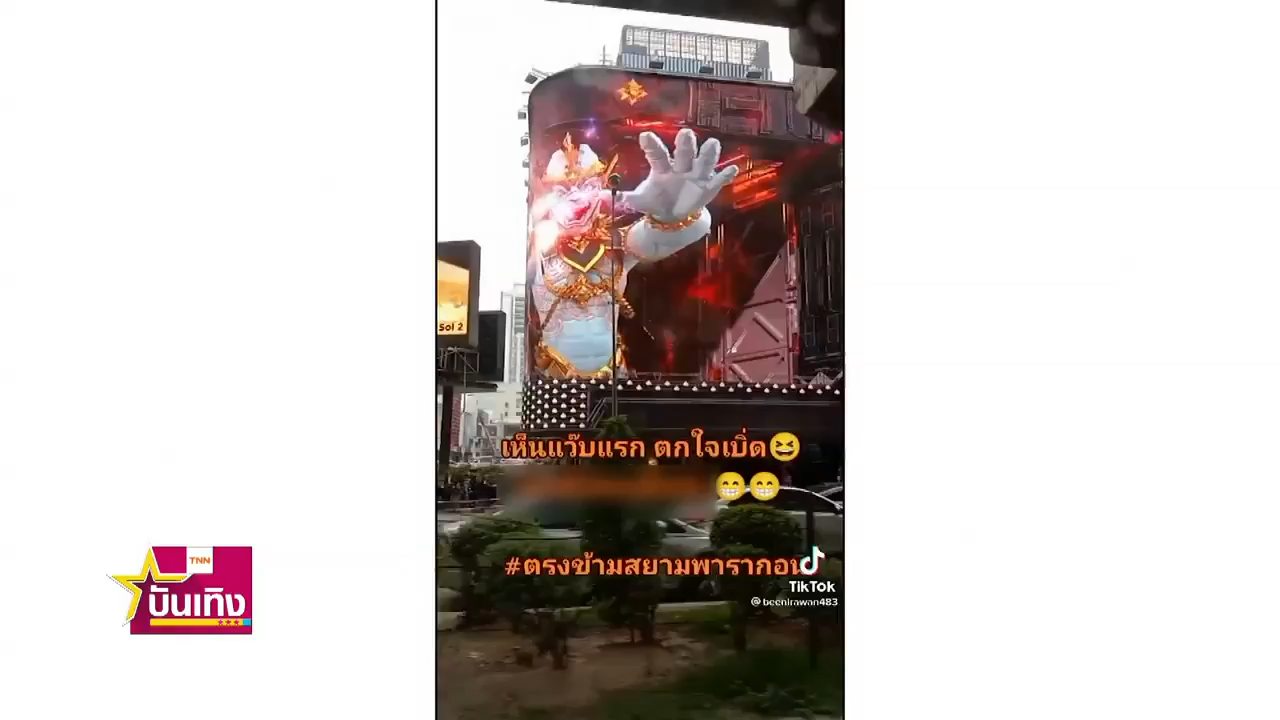 Soi 2
เห็นแว๊บแรก ตกใจเบิ่ด😆
😁😁
#ตรงข้ามสยามพารากอน
TikTok
@beenirawan483
TNN
บันเทิง